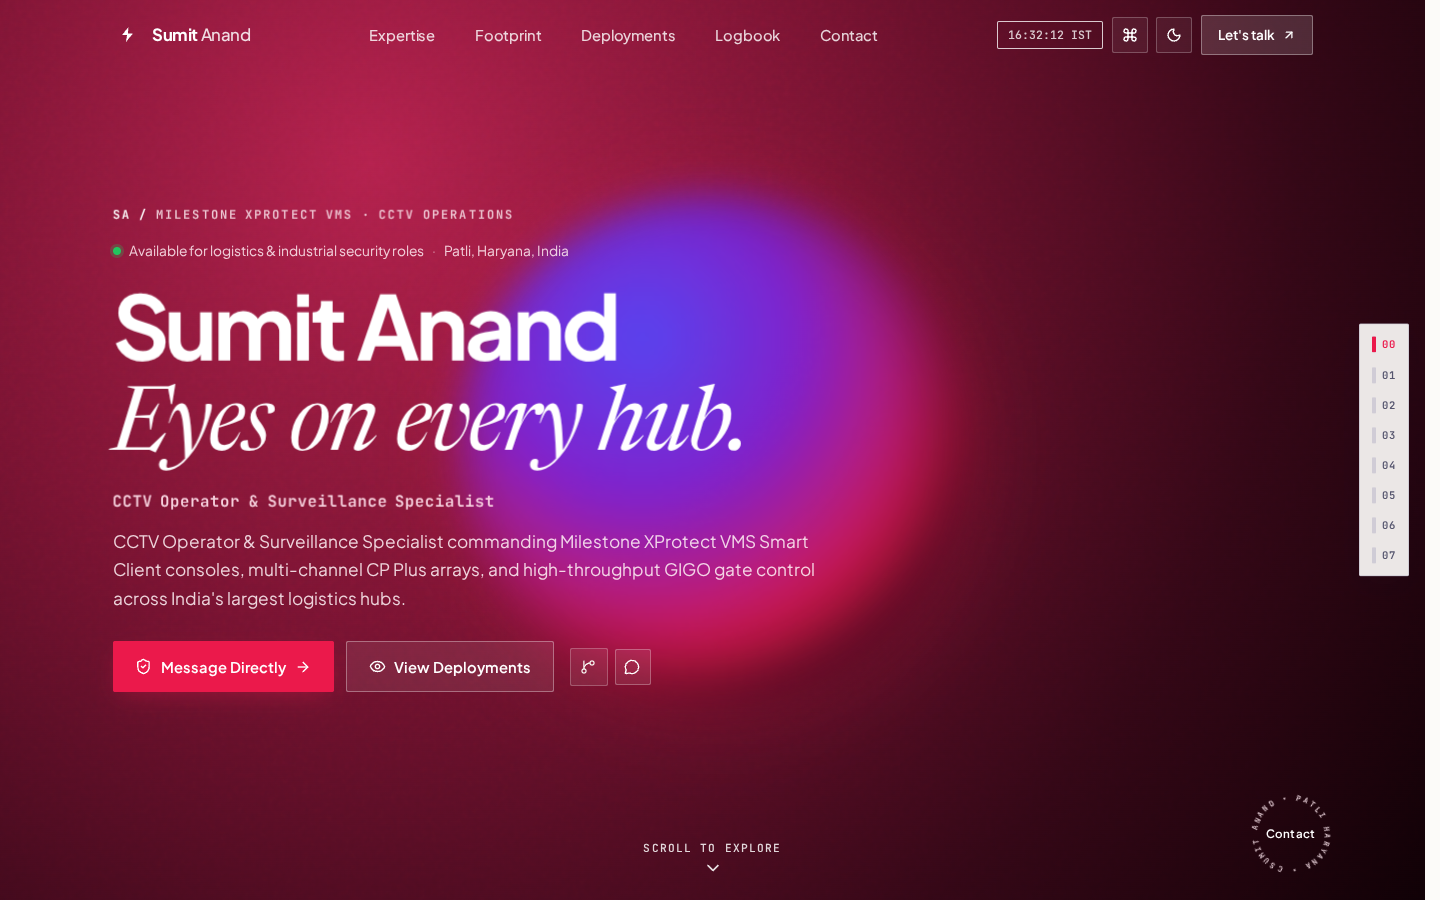 Sumit Anand
Expertise
Footprint
Deployments
Logbook
Contact
16:32:12 IST
Let's talk
SA / MILESTONE XPROTECT VMS · CCTV OPERATIONS
Available for logistics & industrial security roles · Patli, Haryana, India
Sumit Anand
Eyes on every hub.
CCTV Operator & Surveillance Specialist
CCTV Operator & Surveillance Specialist commanding Milestone XProtect VMS Smart
Client consoles, multi-channel CP Plus arrays, and high-throughput GIGO gate control
across India's largest logistics hubs.
Message Directly
View Deployments
00
01
02
03
04
05
06
07
SCROLL TO EXPLORE
Contact
SUMIT ANAND • PATLI HARYANA • C